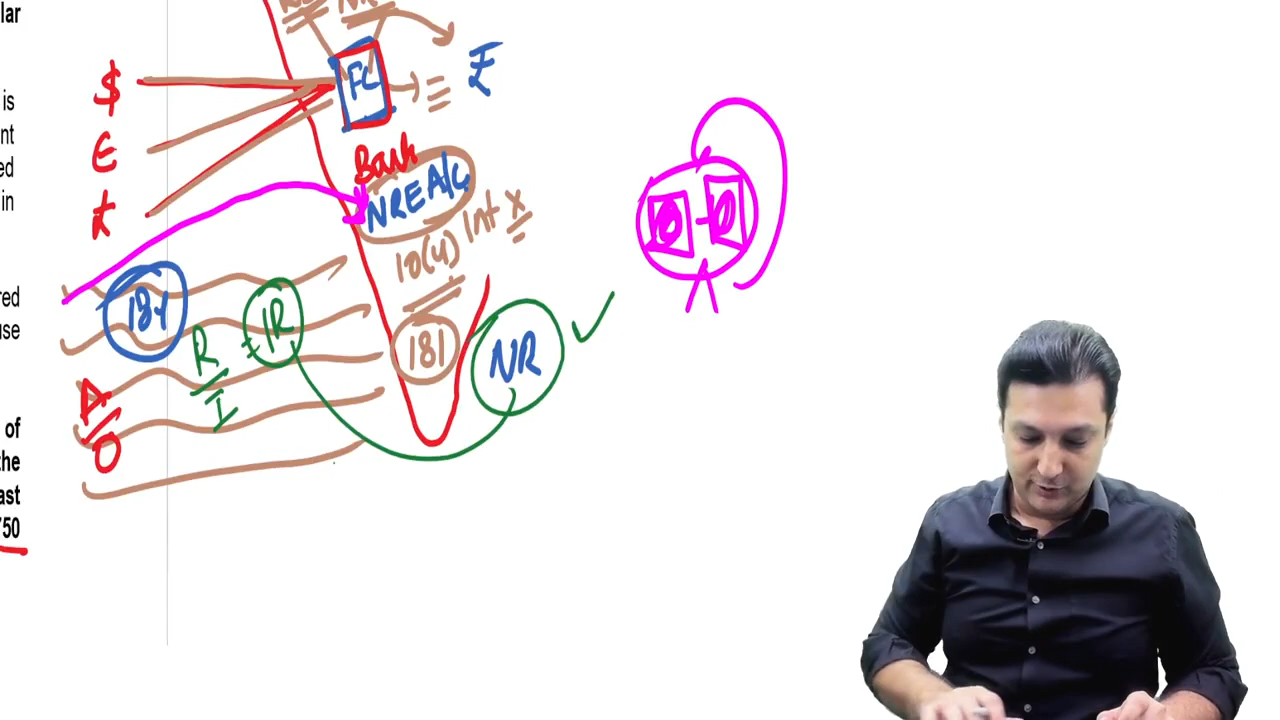 lar
is
nt
ed
in
red
use
of
the
ast
750
$
FC
₹
€
Bank
₹
NRE A/C
Int X
10(4)
184
IR
R
I
181
NR
A
O